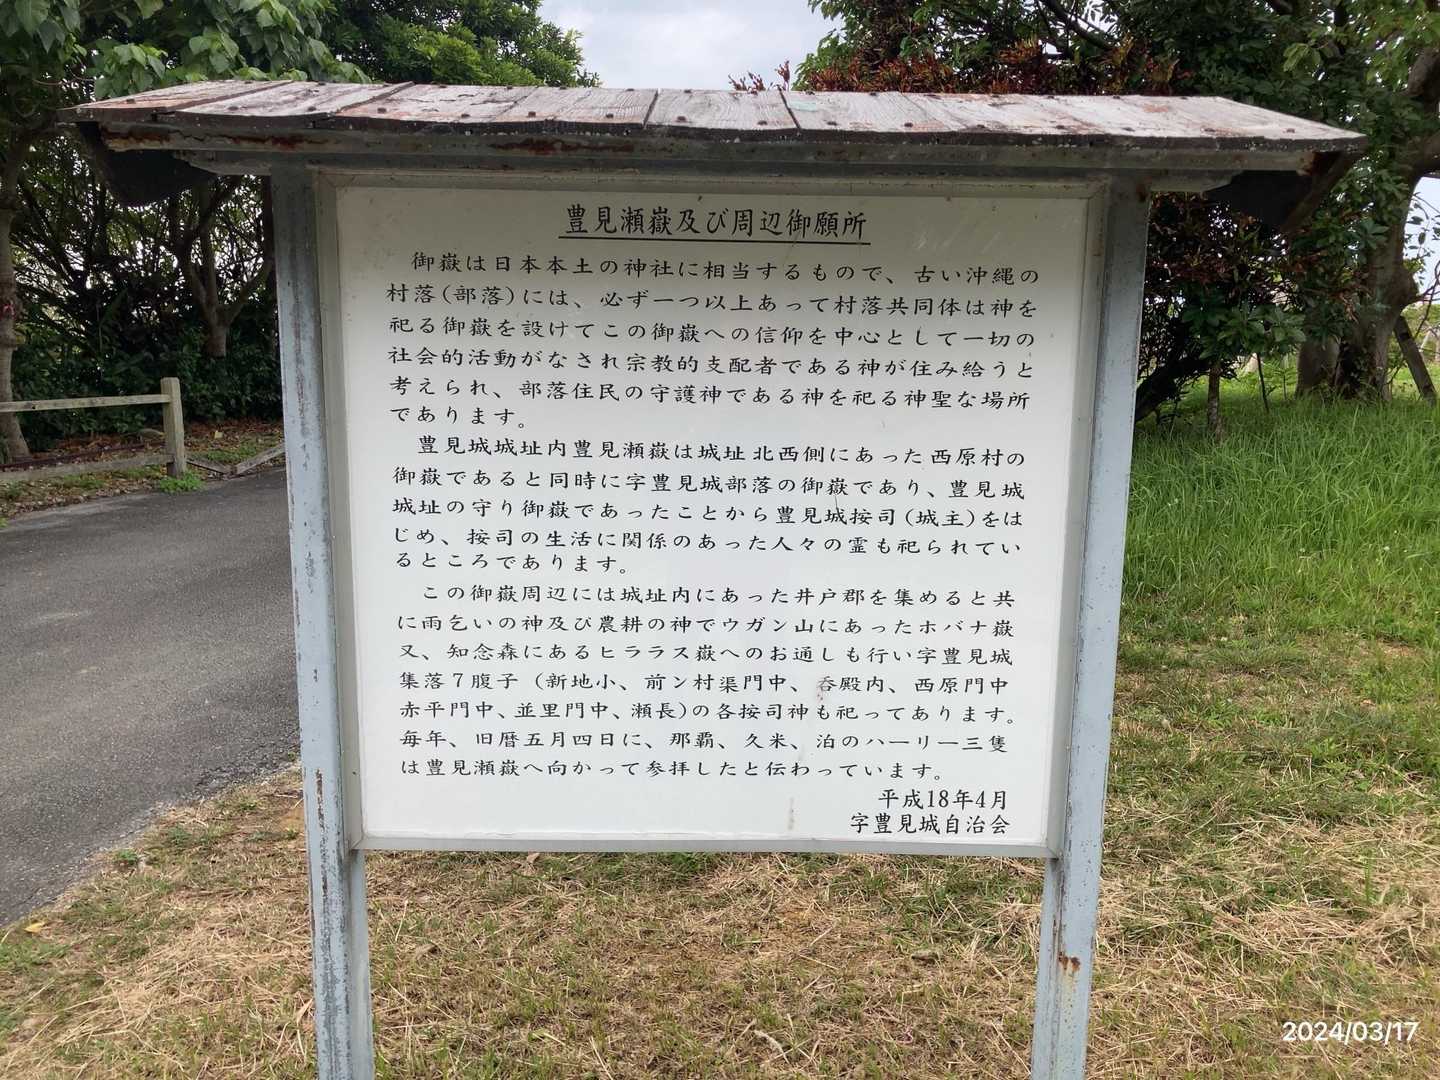 豊見瀬嶽及び周辺御願所
御嶽は日本本土の神社に相当するもので、古い沖縄の
村落(部落)には、必ず一つ以上あって村落共同体は神を
祀る御嶽を設けてこの御嶽への信仰を中心として一切の
社会的活動がなされ宗教的支配者である神が住み給うと
考えられ、部落住民の守護神である神を祀る神聖な場所
であります。
豊見城城址内豊見瀬嶽は城址北西側にあった西原村の
御嶽であると同時に字豊見城部落の御嶽であり、豊見城
城址の守り御嶽であったことから豊見城按司(城主)をは
じめ、按司の生活に関係のあった人々の霊も祀られてい
るところであります。
この御嶽周辺には城址内にあった井戸郡を集めると共
に雨乞いの神及び農耕の神でウガン山にあったホバナ嶽
又、知念森にあるヒララス嶽へのお通しも行い字豊見城
集落7腹子(新地小、前ン村渠門中、呑殿内、西原門中
赤平門中、並里門中、瀬長)の各按司神も祀ってあります。
毎年、旧暦五月四日に、那覇、久米、泊のハーリー三隻
は豊見瀬嶽へ向かって参拝したと伝わっています。
平成18年4月
字豊見城自治会
2024/03/17